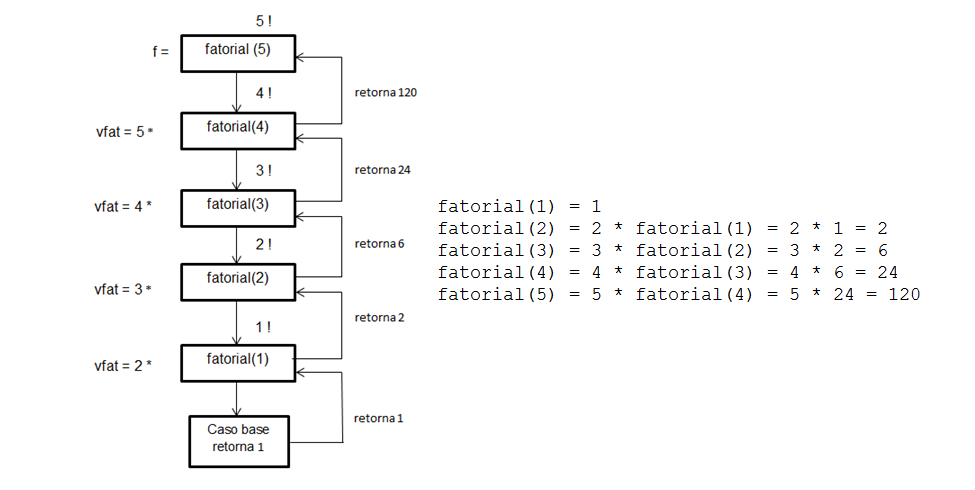 5 !
f = fatorial (5)
4 !
retorna 120
vfat = 5 * fatorial(4)
3 !
retorna 24
vfat = 4 * fatorial(3)
2 !
retorna 6
vfat = 3 * fatorial(2)
1 !
retorna 2
vfat = 2 * fatorial(1)
retorna 1
Caso base
retorna 1
fatorial(1) = 1
fatorial(2) = 2 * fatorial(1) = 2 * 1 = 2
fatorial(3) = 3 * fatorial(2) = 3 * 2 = 6
fatorial(4) = 4 * fatorial(3) = 4 * 6 = 24
fatorial(5) = 5 * fatorial(4) = 5 * 24 = 120